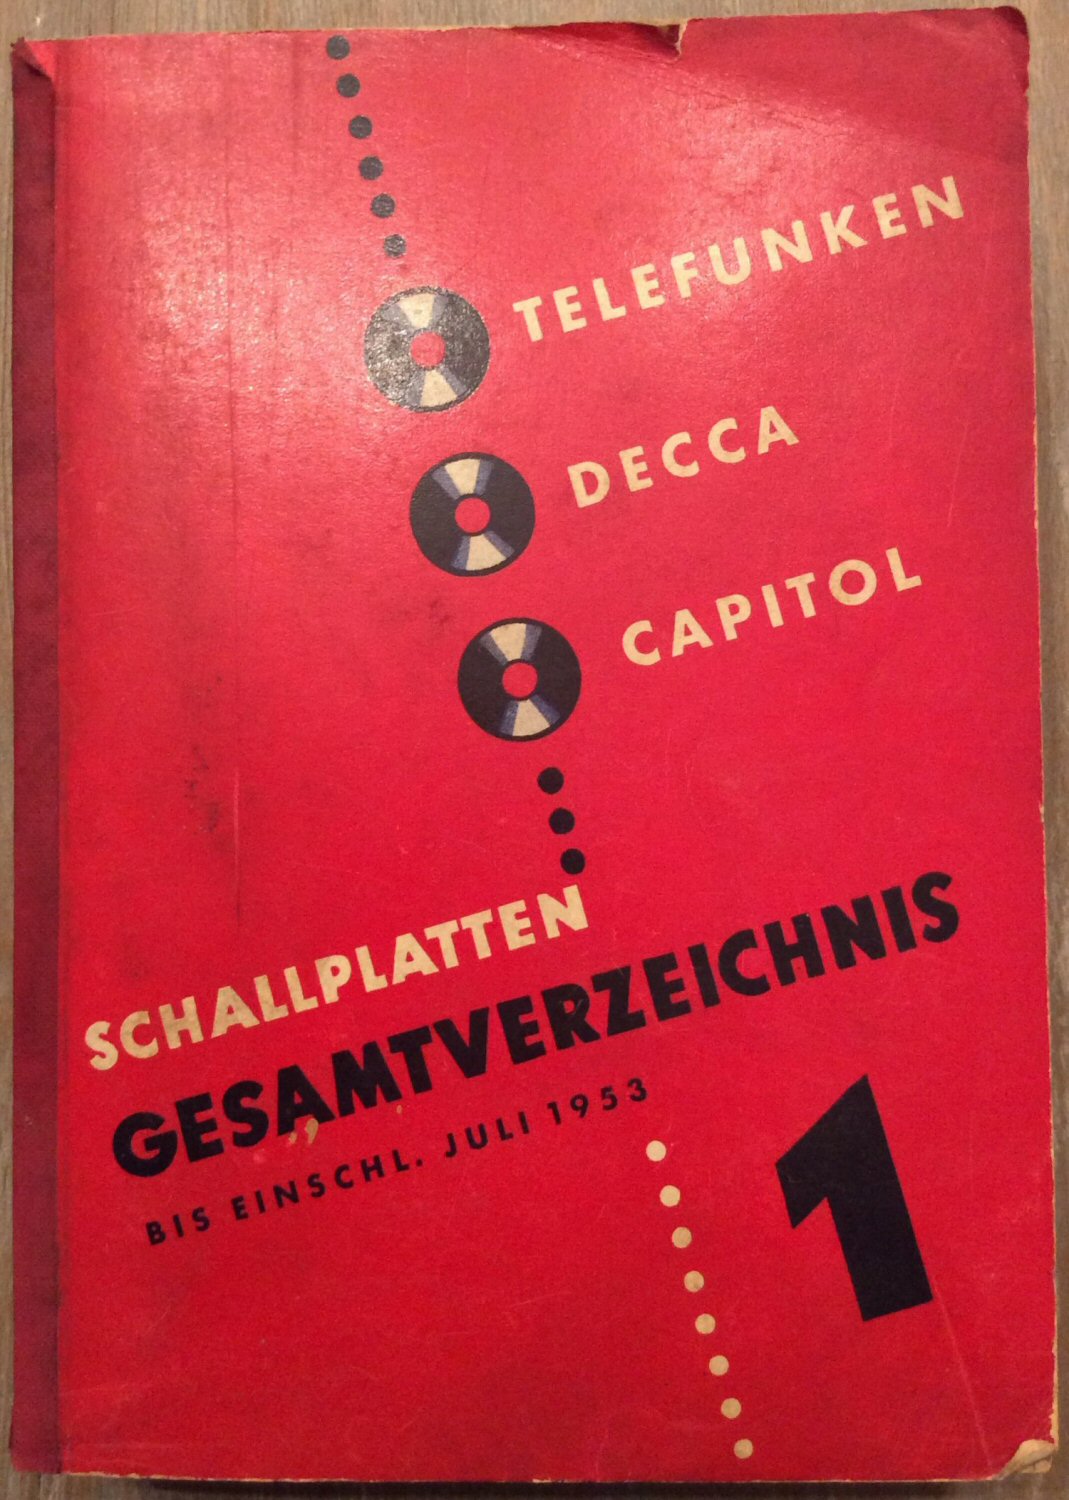 TELEFUNKEN
DECCA
CAPITOL
SCHALLPLATTEN
GESAMTVERZEICHNIS
BIS EINSCHL. JULI 1953
1